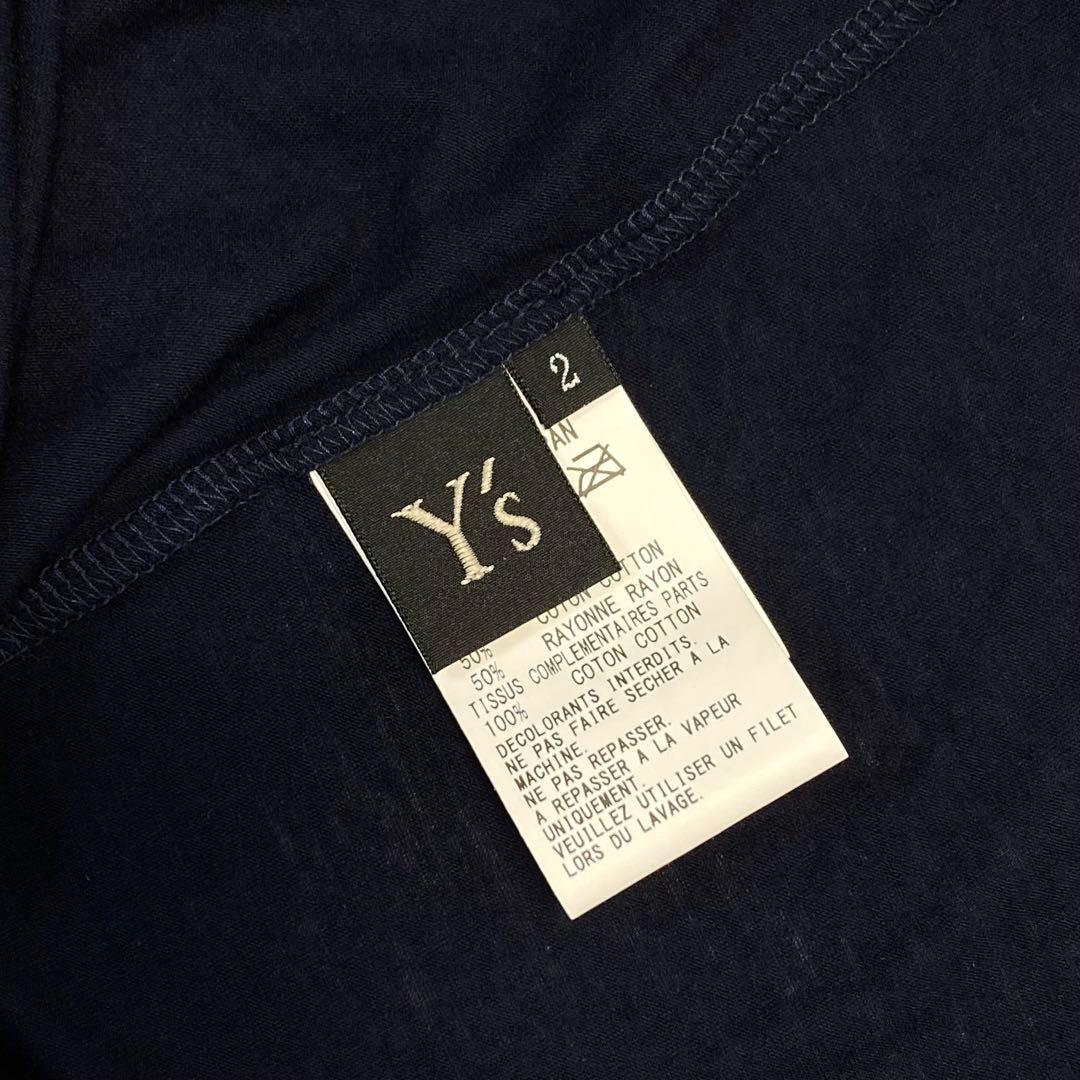 2
Y's
AN
COTON COTTON
50% RAYONNE RAYON
50%
TISSUS COMPLEMENTAIRES PARTS
100% COTON COTTON
DECOLORANTS INTERDITS.
NE PAS FAIRE SECHER A LA
MACHINE.
NE PAS REPASSER.
A REPASSER A LA VAPEUR
UNIQUEMENT.
VEUILLEZ UTILISER UN FILET
LORS DU LAVAGE.